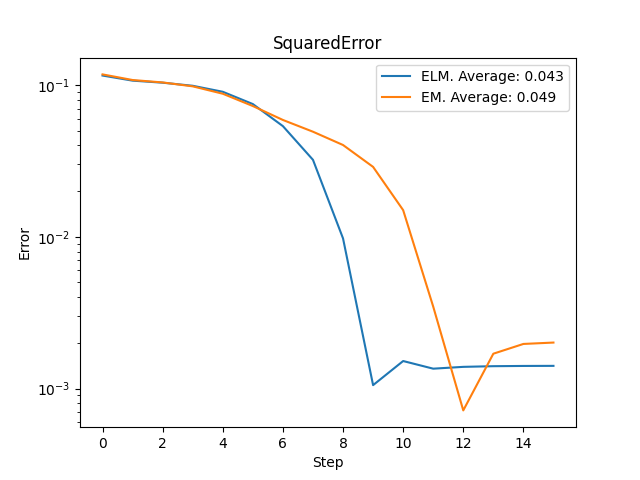 SquaredError
ELM. Average: 0.043
EM. Average: 0.049
10⁻¹
10⁻²
10⁻³
Error
0 2 4 6 8 10 12 14
Step